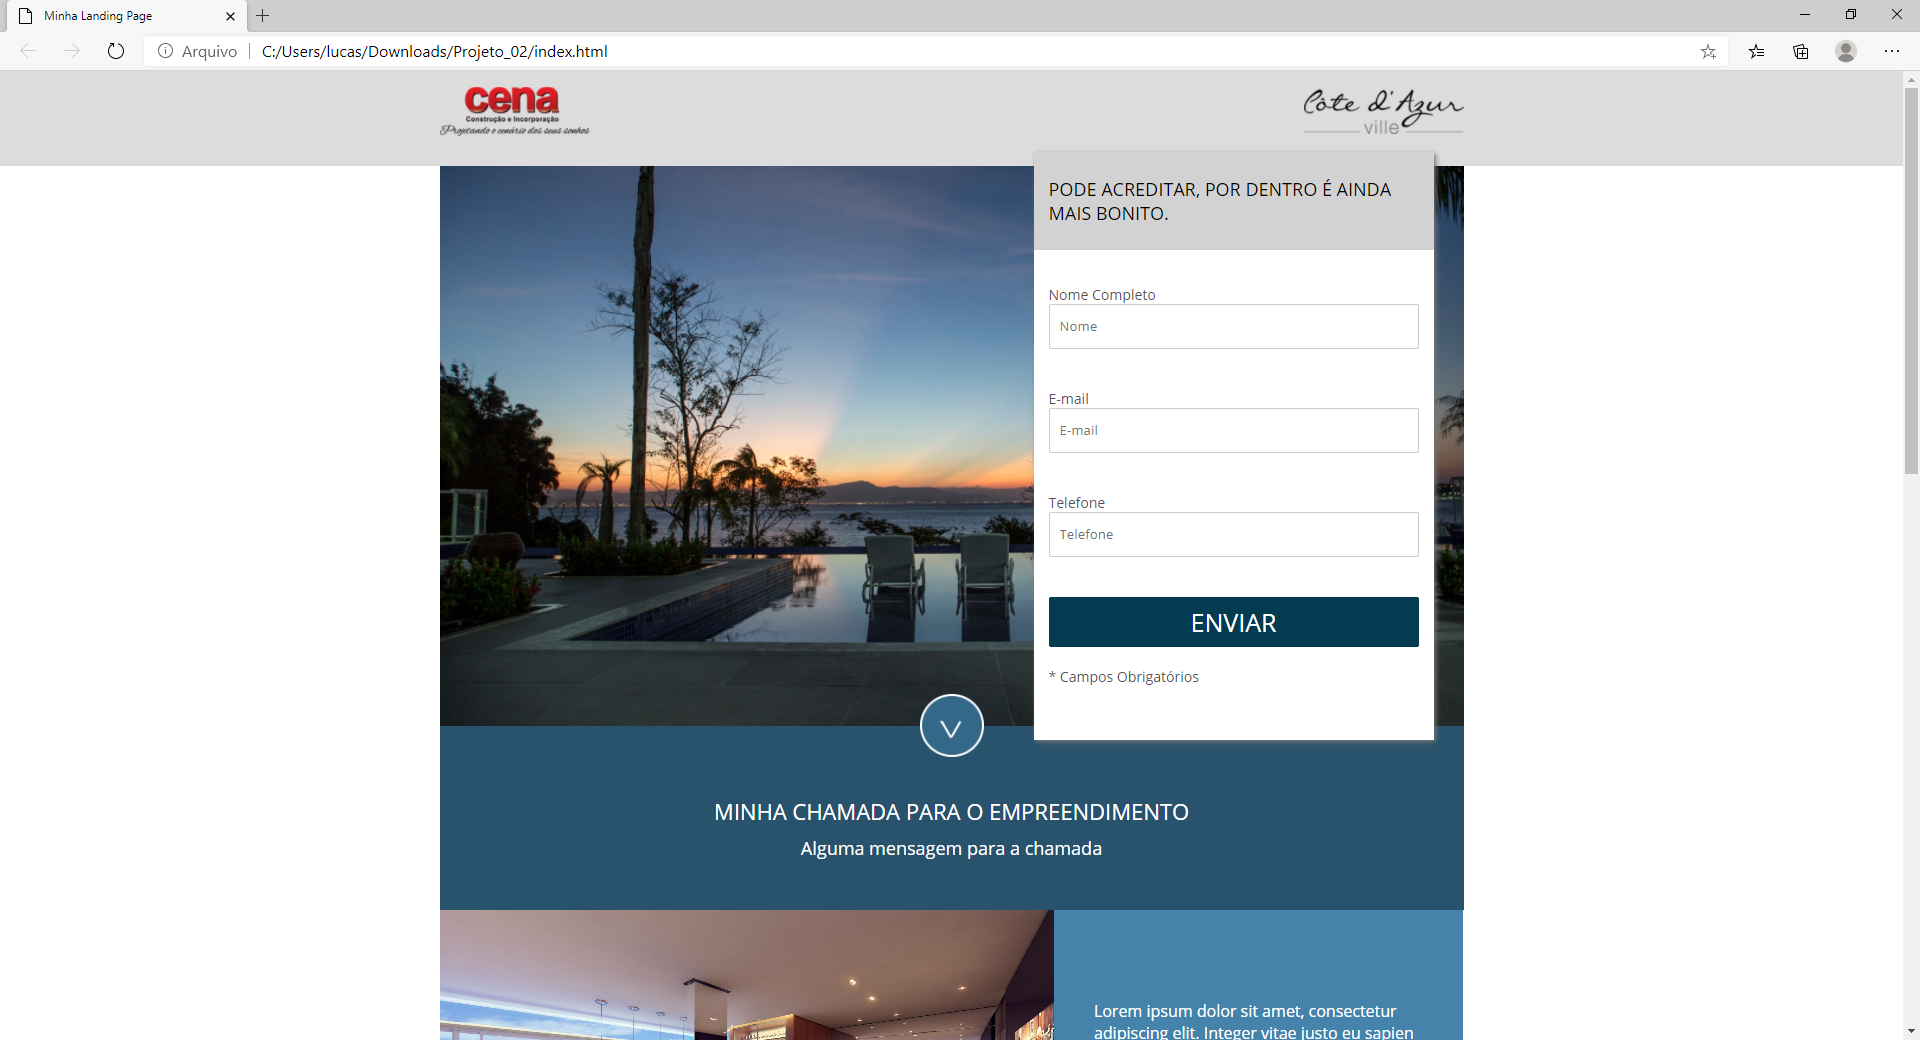 Minha Landing Page
Arquivo
C:/Users/lucas/Downloads/Projeto_02/index.html
cena
Construção e Incorporação
Projetando o cenário dos seus sonhos
Côte d'Azur
ville
PODE ACREDITAR, POR DENTRO É AINDA
MAIS BONITO.
Nome Completo
Nome
E-mail
E-mail
Telefone
Telefone
ENVIAR
* Campos Obrigatórios
MINHA CHAMADA PARA O EMPREENDIMENTO
Alguma mensagem para a chamada
Lorem ipsum dolor sit amet, consectetur
adipiscing elit. Integer vitae justo eu sapien